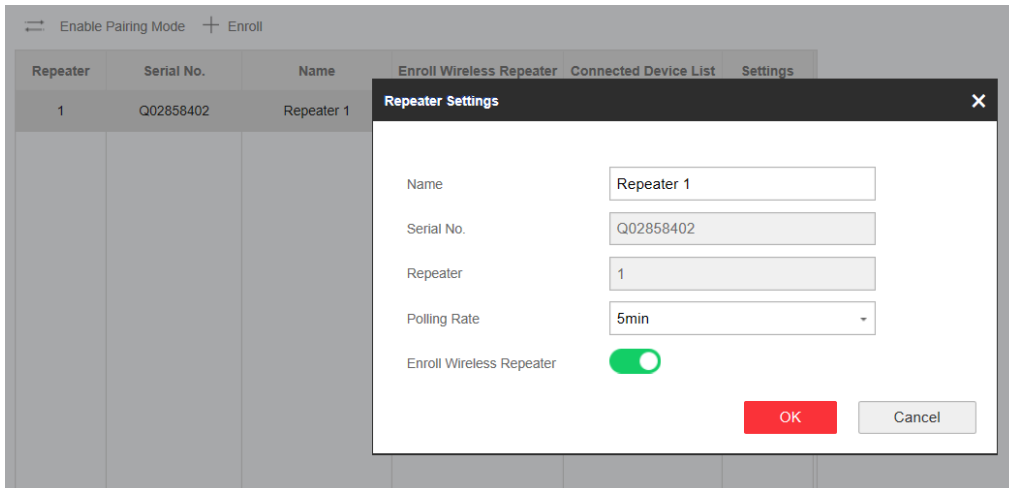 Enable Pairing Mode Enroll
Repeater Serial No. Name Enroll Wireless Repeater Connected Device List Settings
1 Q02858402 Repeater 1
Repeater Settings
Name Repeater 1
Serial No. Q02858402
Repeater 1
Polling Rate 5min
Enroll Wireless Repeater
OK Cancel